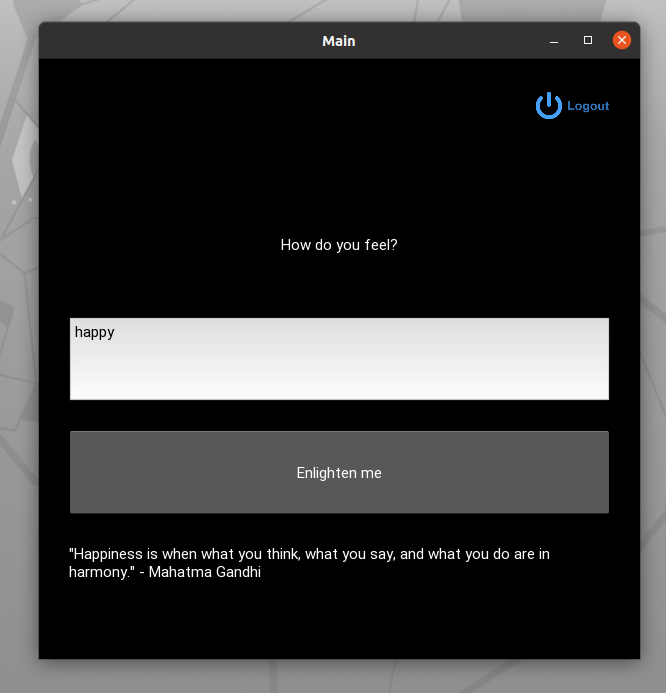 Main
Logout
How do you feel?
happy
Enlighten me
"Happiness is when what you think, what you say, and what you do are in
harmony." - Mahatma Gandhi